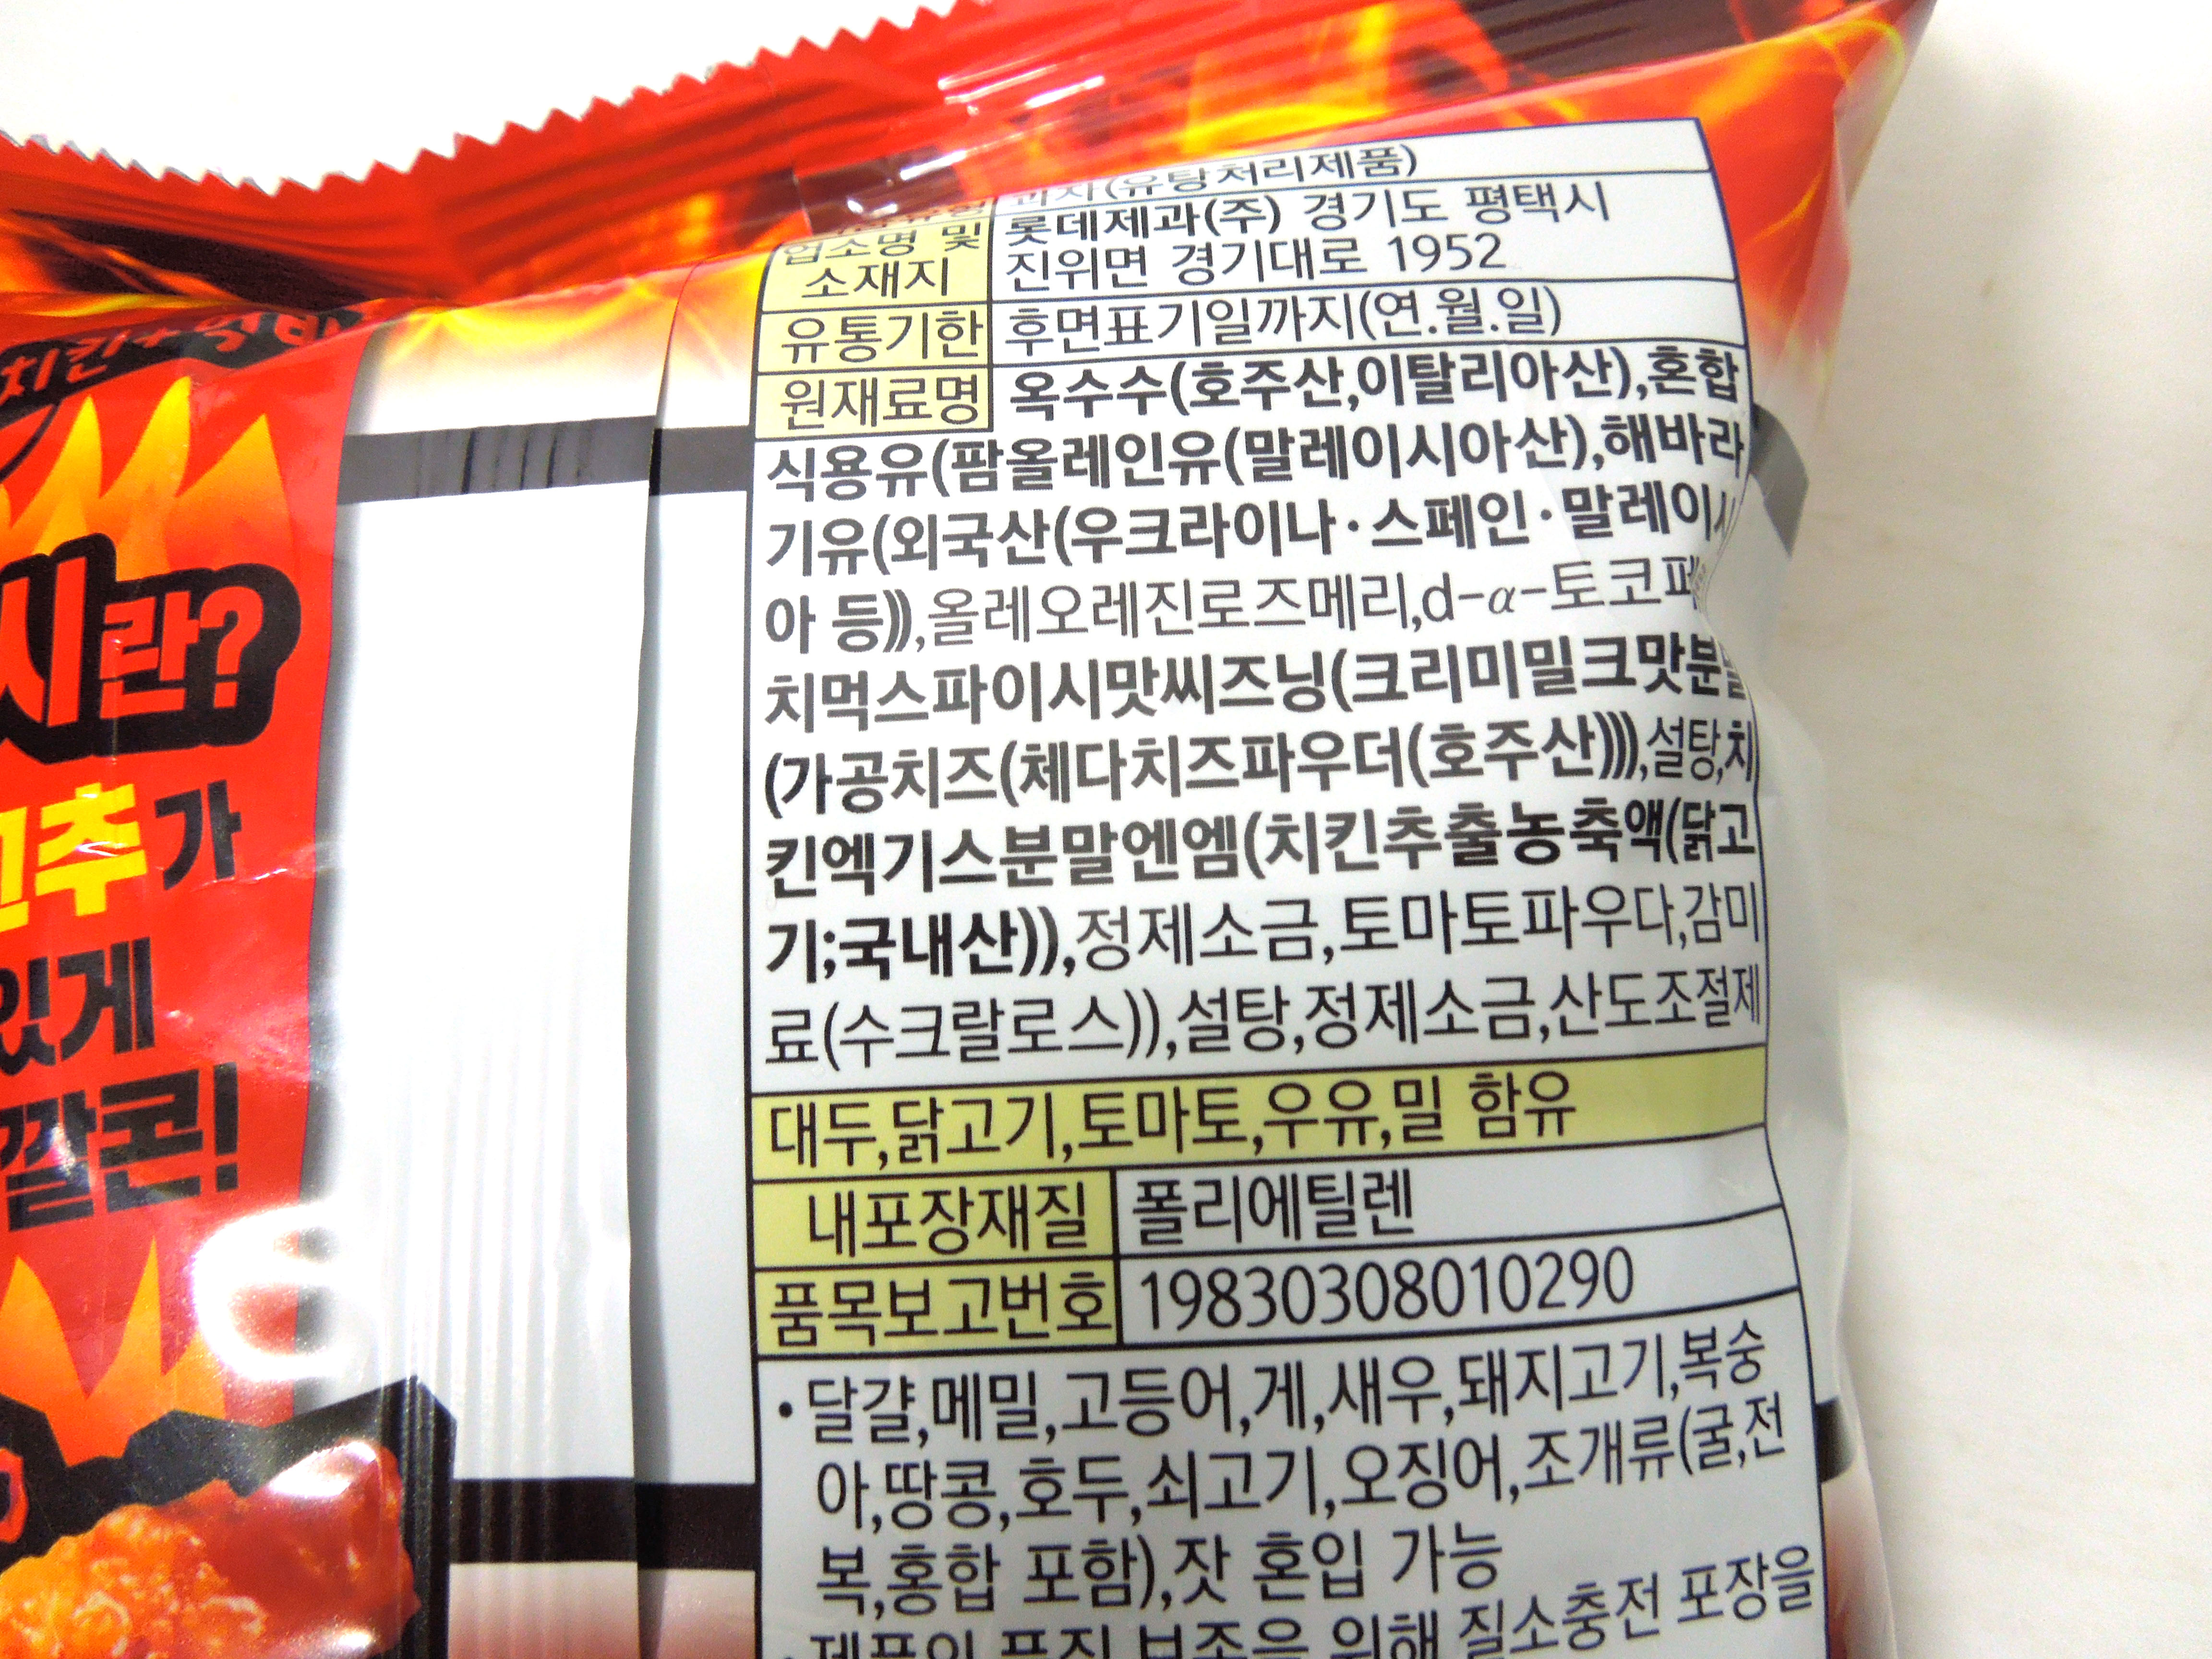 치킨
시란?
고추가
있게
깔콘!
과자(유탕처리제품)
업소명 및 소재지
롯데제과(주) 경기도 평택시
진위면 경기대로 1952
유통기한 후면표기일까지(연.월.일)
원재료명 옥수수(호주산,이탈리아산),혼합
식용유(팜올레인유(말레이시아산),해바라
기유(외국산(우크라이나·스페인·말레이시
아 등)),올레오레진로즈메리,d-α-토코페
치먹스파이시맛씨즈닝(크리미밀크맛분말
(가공치즈(체다치즈파우더(호주산))),설탕,치
킨엑기스분말엔엠(치킨추출농축액(닭고
기;국내산)),정제소금,토마토파우다,감미
료(수크랄로스)),설탕,정제소금,산도조절제
대두,닭고기,토마토,우유,밀 함유
내포장재질 폴리에틸렌
품목보고번호 19830308010290
•달걀,메밀,고등어,게,새우,돼지고기,복숭
아,땅콩,호두,쇠고기,오징어,조개류(굴,전
복,홍합 포함),잣 혼입 가능
•제품의 품질 보존을 위해 질소충전 포장을